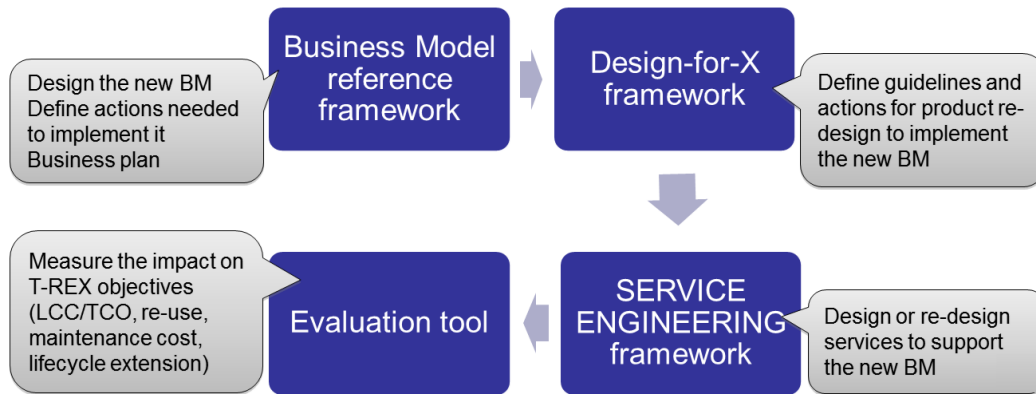 Business Model
reference
framework
Design-for-X
framework
Design the new BM
Define actions needed
to implement it
Business plan
Define guidelines and
actions for product re-
design to implement
the new BM
Measure the impact on
T-REX objectives
(LCC/TCO, re-use,
maintenance cost,
lifecycle extension)
Evaluation tool
SERVICE
ENGINEERING
framework
Design or re-design
services to support
the new BM